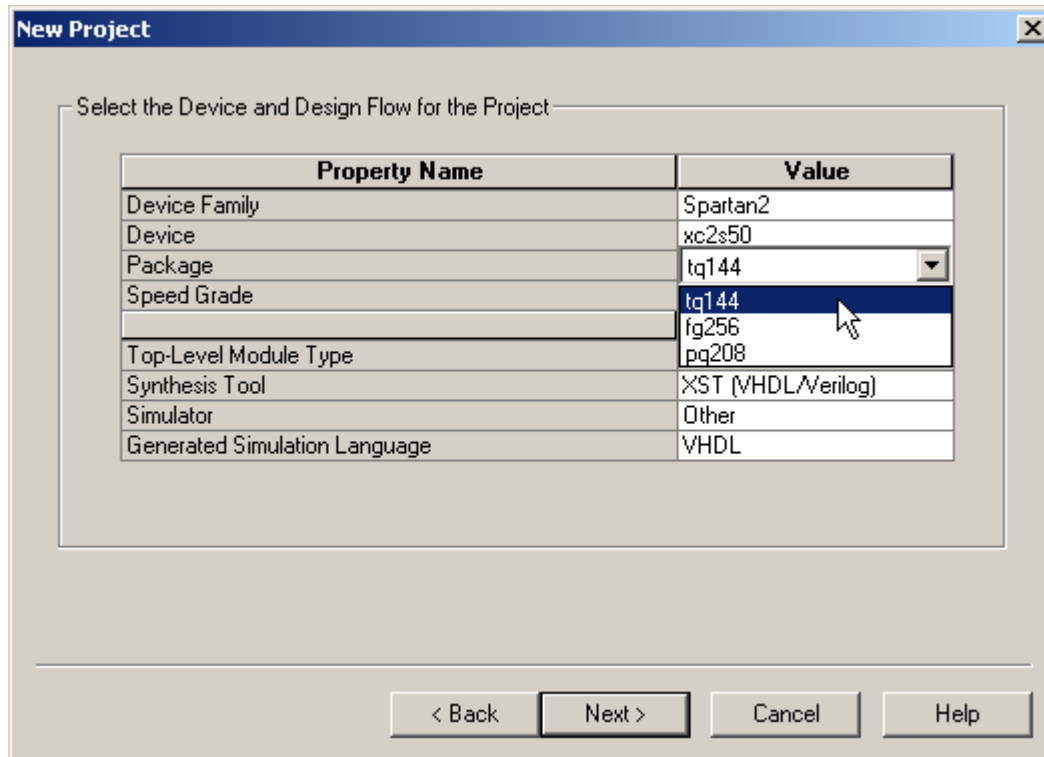 New Project
Select the Device and Design Flow for the Project
Property Name Value
Device Family Spartan2
Device xc2s50
Package tq144
Speed Grade tq144
fg256
Top-Level Module Type pq208
Synthesis Tool XST (VHDL/Verilog)
Simulator Other
Generated Simulation Language VHDL
< Back Next > Cancel Help